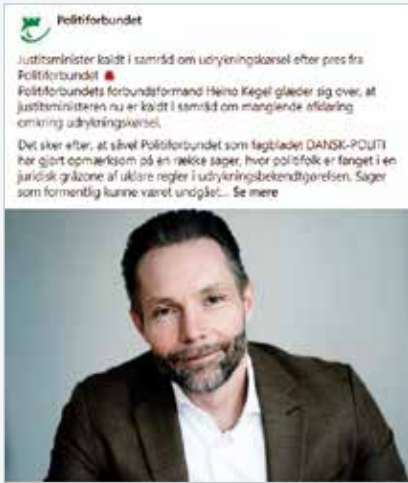 Politiforbundet
Justitsminister kaldt i samråd om udrykningskørsel efter pres fra
Politiforbundet
Politiforbundets forbundsformand Heino Kegel glæder sig over, at
justitsministeren nu er kaldt i samråd om manglende afklaring
omkring udrykningskørsel.
Det sker efter, at såvel Politiforbundet som fagbladet DANSK-POLITI
har gjort opmærksom på en række sager, hvor politifolk er fanget i en
juridisk gråzone af uklare regler i udrykningsbekendtgørelsen. Sager
som formentlig kunne været undgået... Se mere